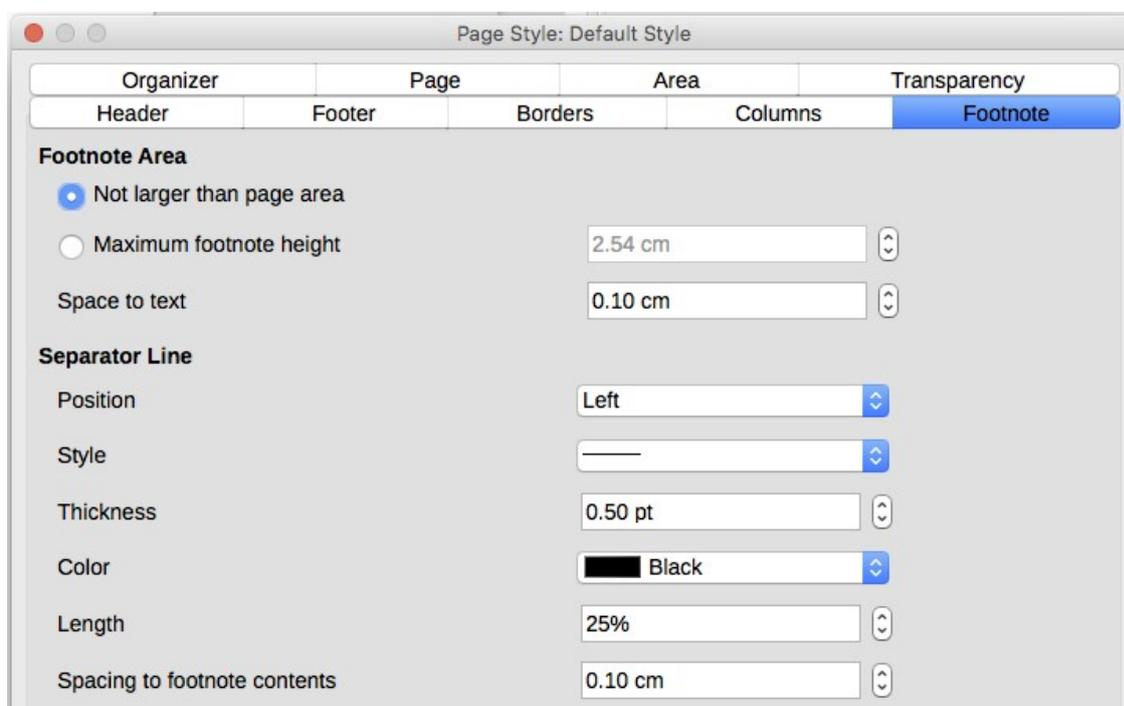 Page Style: Default Style
Organizer Page Area Transparency
Header Footer Borders Columns Footnote
Footnote Area
Not larger than page area
Maximum footnote height 2.54 cm
Space to text 0.10 cm
Separator Line
Position Left
Style
Thickness 0.50 pt
Color Black
Length 25%
Spacing to footnote contents 0.10 cm